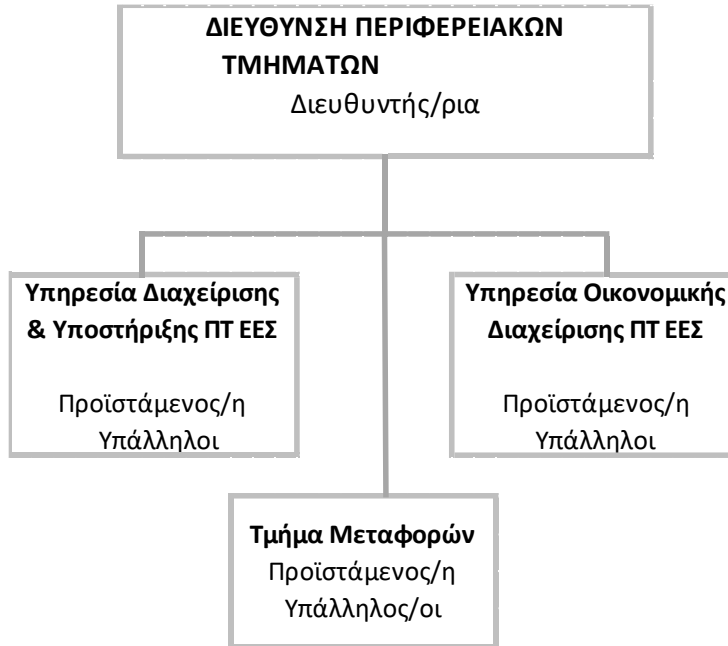 ΔΙΕΥΘΥΝΣΗ ΠΕΡΙΦΕΡΕΙΑΚΩΝ
ΤΜΗΜΑΤΩΝ
Διευθυντής/ρια
Υπηρεσία Διαχείρισης
& Υποστήριξης ΠΤ ΕΕΣ
Προϊστάμενος/η
Υπάλληλοι
Υπηρεσία Οικονομικής
Διαχείρισης ΠΤ ΕΕΣ
Προϊστάμενος/η
Υπάλληλοι
Τμήμα Μεταφορών
Προϊστάμενος/η
Υπάλληλος/οι